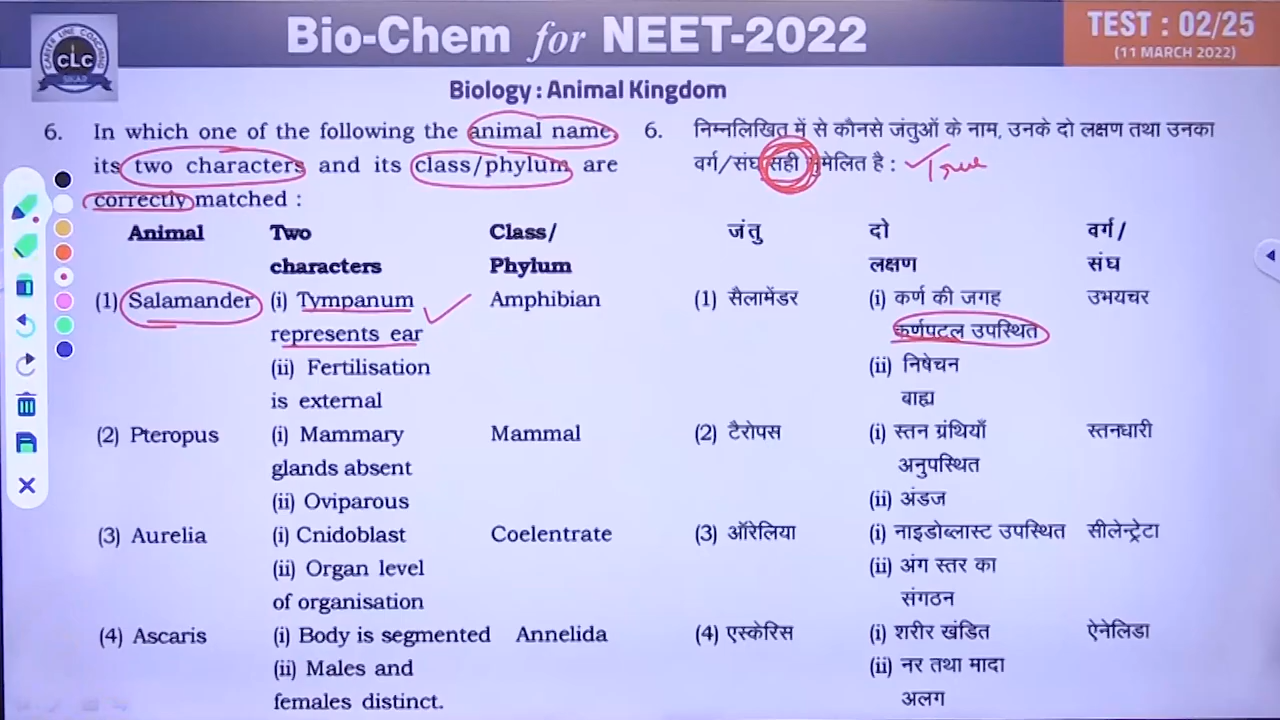 Bio-Chem for NEET-2022
TEST : 02/25
(11 MARCH 2022)
CAREER LINE COACHING
CLC
SIKAR
Biology : Animal Kingdom
6. In which one of the following the animal name,
its two characters and its class/phylum are
correctly matched :
Animal Two Class/
characters Phylum
(1) Salamander (i) Tympanum Amphibian
represents ear
(ii) Fertilisation
is external
(2) Pteropus (i) Mammary Mammal
glands absent
(ii) Oviparous
(3) Aurelia (i) Cnidoblast Coelentrate
(ii) Organ level
of organisation
(4) Ascaris (i) Body is segmented Annelida
(ii) Males and
females distinct.
6. निम्नलिखित में से कौनसे जंतुओं के नाम, उनके दो लक्षण तथा उनका
वर्ग/संघ सही सुमेलित है : True
जंतु दो वर्ग/
लक्षण संघ
(1) सैलामेंडर (i) कर्ण की जगह उभयचर
कर्णपटल उपस्थित
(ii) निषेचन
बाह्य
(2) टैरोपस (i) स्तन ग्रंथियाँ स्तनधारी
अनुपस्थित
(ii) अंडज
(3) ऑरेलिया (i) नाइडोब्लास्ट उपस्थित सीलेन्ट्रेटा
(ii) अंग स्तर का
संगठन
(4) एस्केरिस (i) शरीर खंडित ऐनेलिडा
(ii) नर तथा मादा
अलग